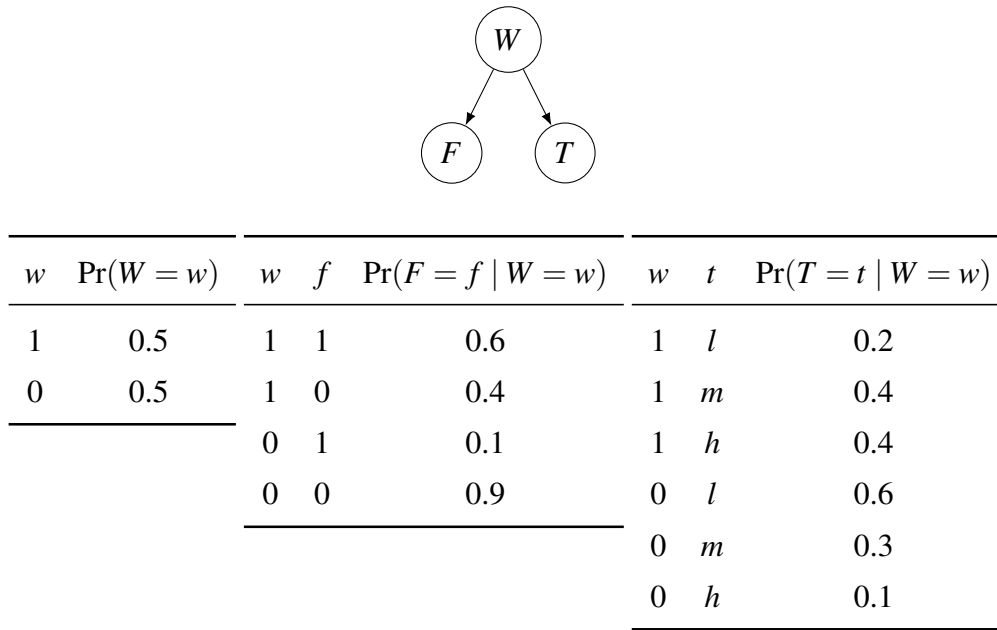 W
F T
w Pr(W = w) w f Pr(F = f | W = w) w t Pr(T = t | W = w)
1 0.5 1 1 0.6 1 l 0.2
0 0.5 1 0 0.4 1 m 0.4
0 1 0.1 1 h 0.4
0 0 0.9 0 l 0.6
0 m 0.3
0 h 0.1